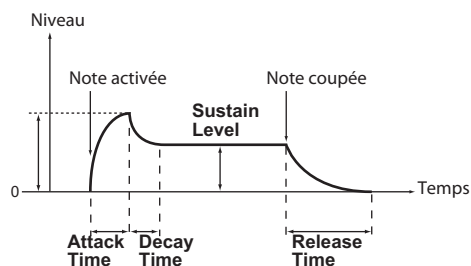 Niveau
Note activée
Note coupée
Sustain
Level
0
Temps
Attack
Time
Decay
Time
Release
Time